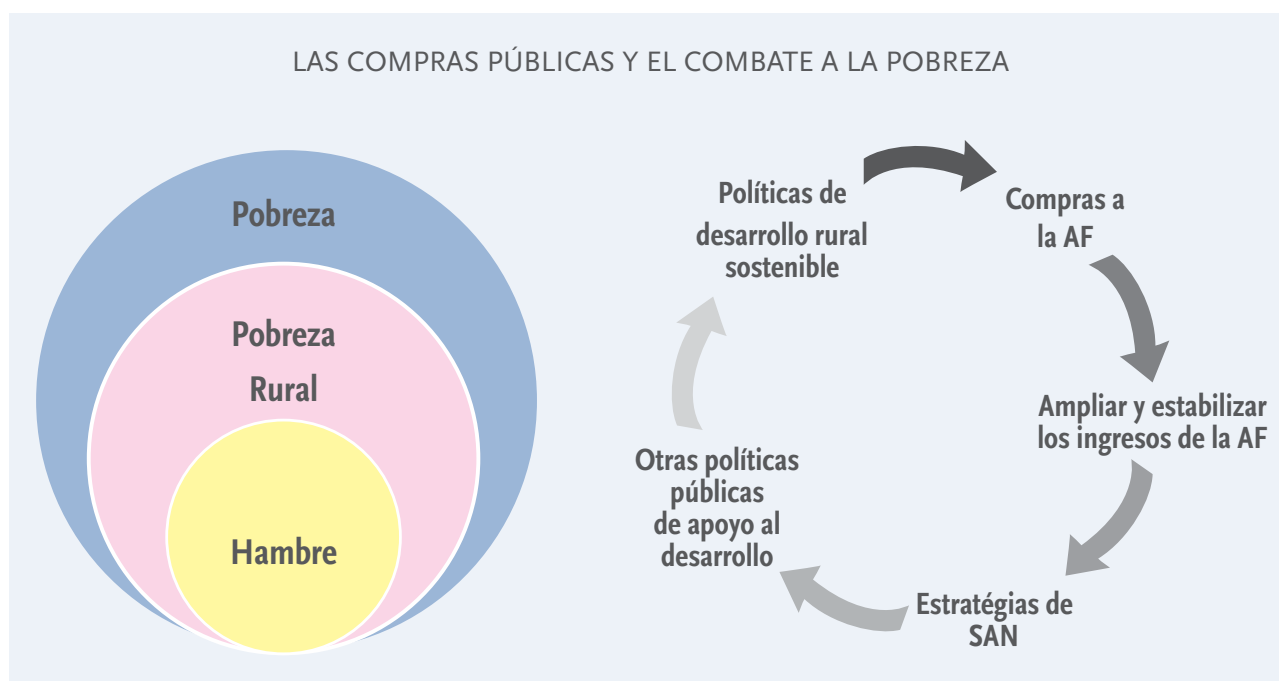 LAS COMPRAS PÚBLICAS Y EL COMBATE A LA POBREZA
Pobreza
Pobreza
Rural
Hambre
Políticas de
desarrollo rural
sostenible
Compras a
la AF
Ampliar y estabilizar
los ingresos de la AF
Estratégias de
SAN
Otras políticas
públicas
de apoyo al
desarrollo